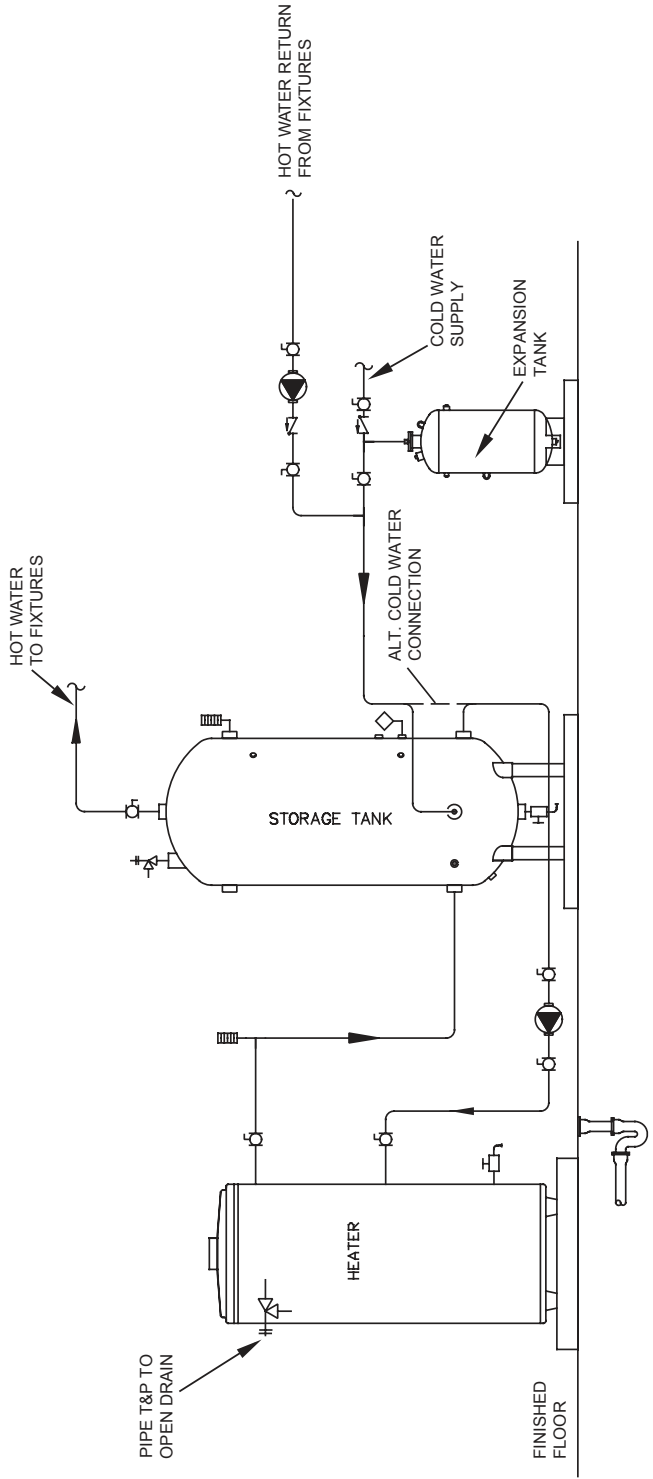 HOT WATER
TO FIXTURES
HOT WATER RETURN
FROM FIXTURES
COLD WATER
SUPPLY
PIPE T&P TO
OPEN DRAIN
STORAGE TANK
ALT. COLD WATER
CONNECTION
EXPANSION
TANK
HEATER
FINISHED
FLOOR